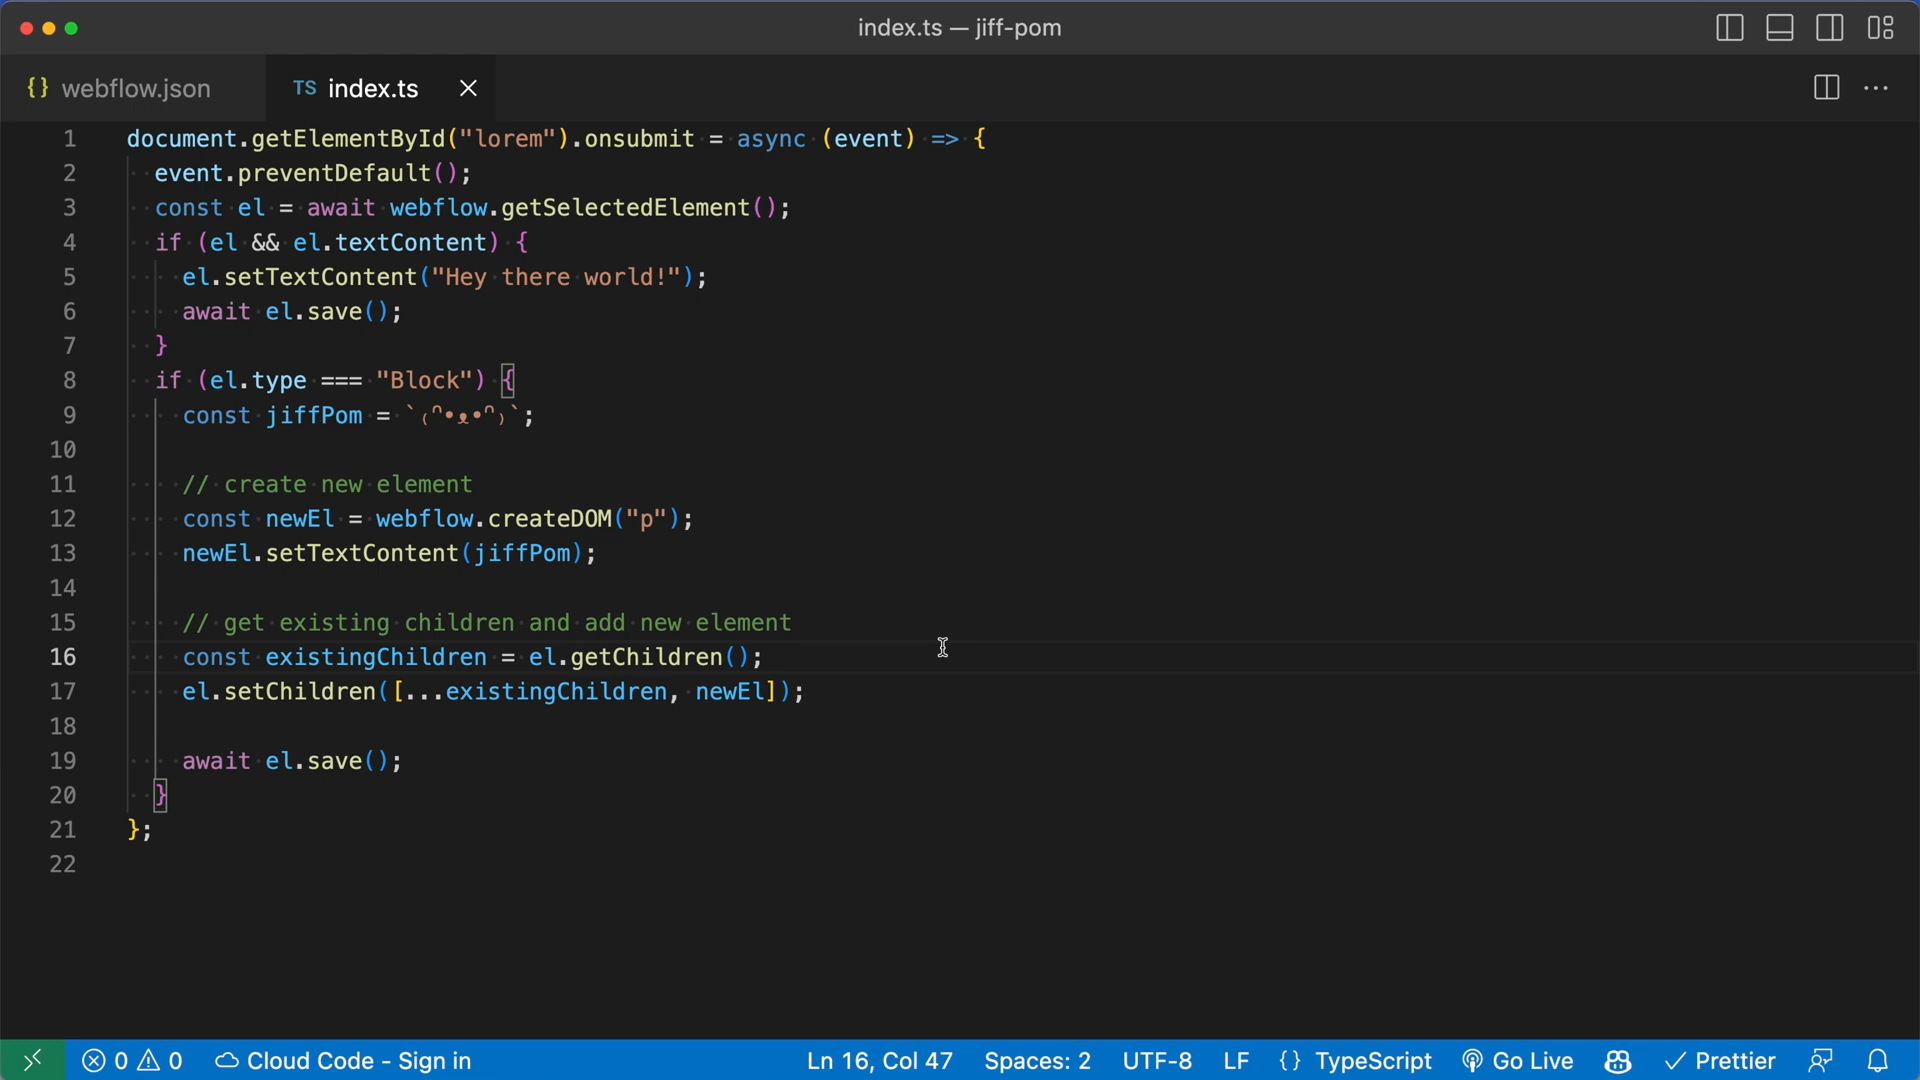 index.ts — jiff-pom
{} webflow.json
TS index.ts
1 document.getElementById("lorem").onsubmit = async (event) => {
2 event.preventDefault();
3 const el = await webflow.getSelectedElement();
4 if (el && el.textContent) {
5 el.setTextContent("Hey there world!");
6 await el.save();
7 }
8 if (el.type === "Block") {
9 const jiffPom = `₍ᐢ•ᴥ•ᐢ₎`;
10
11 // create new element
12 const newEl = webflow.createDOM("p");
13 newEl.setTextContent(jiffPom);
14
15 // get existing children and add new element
16 const existingChildren = el.getChildren();
17 el.setChildren([...existingChildren, newEl]);
18
19 await el.save();
20 }
21 };
22
0 0 Cloud Code - Sign in Ln 16, Col 47 Spaces: 2 UTF-8 LF {} TypeScript Go Live Prettier